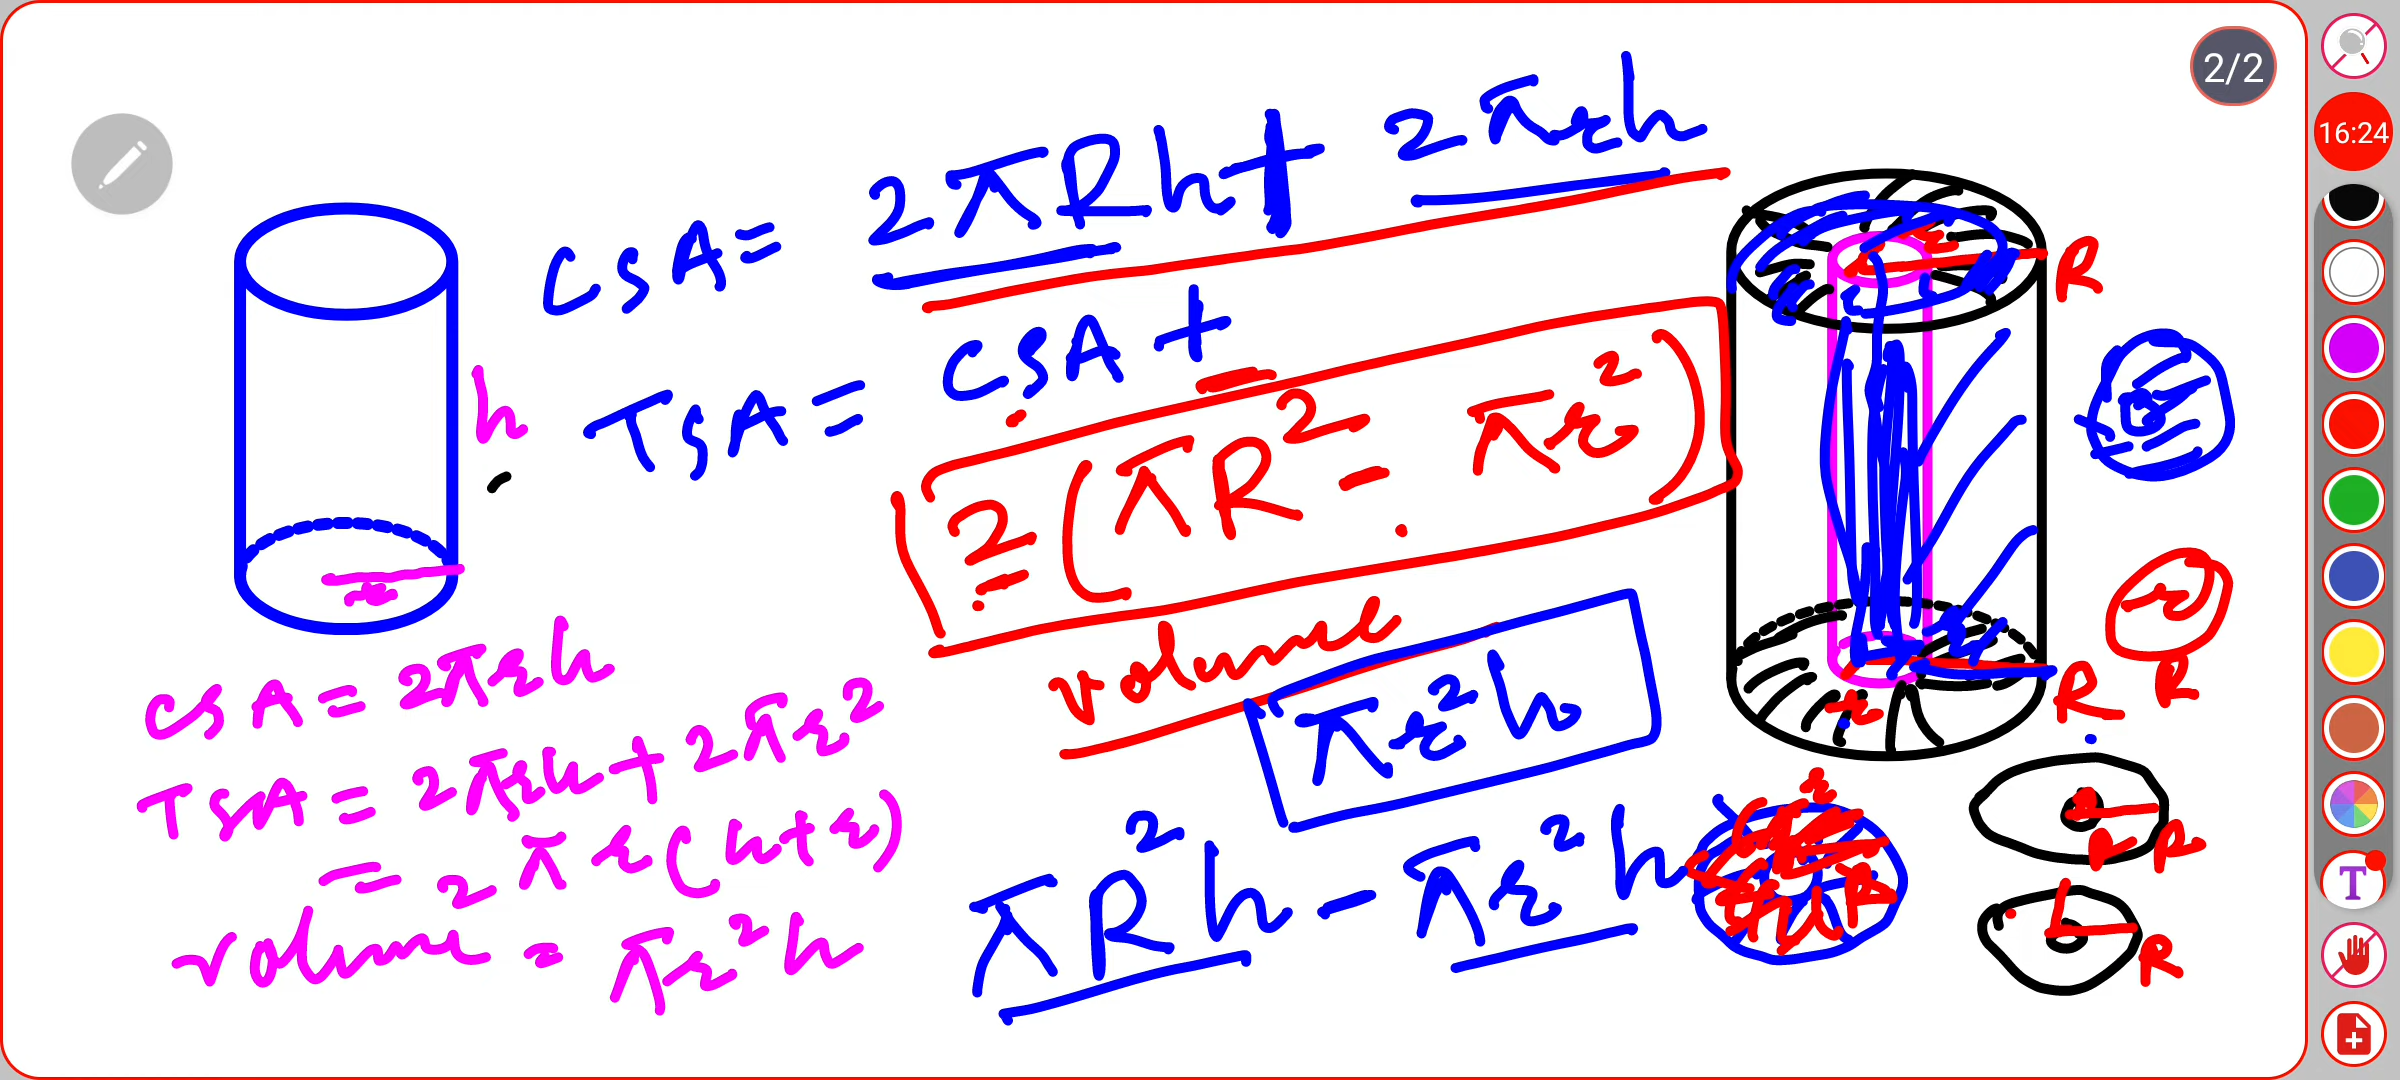 2/2
16:24
CSA = 2πRh + 2πrh
TSA = CSA +
2(πR² - πr²)
h
r
CSA = 2πrh
TSA = 2πrh + 2πr²
= 2πr(h+r)
volume = πr²h
volume
πr²h
πR²h - πr²h
r
R
r
R
r
R
r
R
R
T